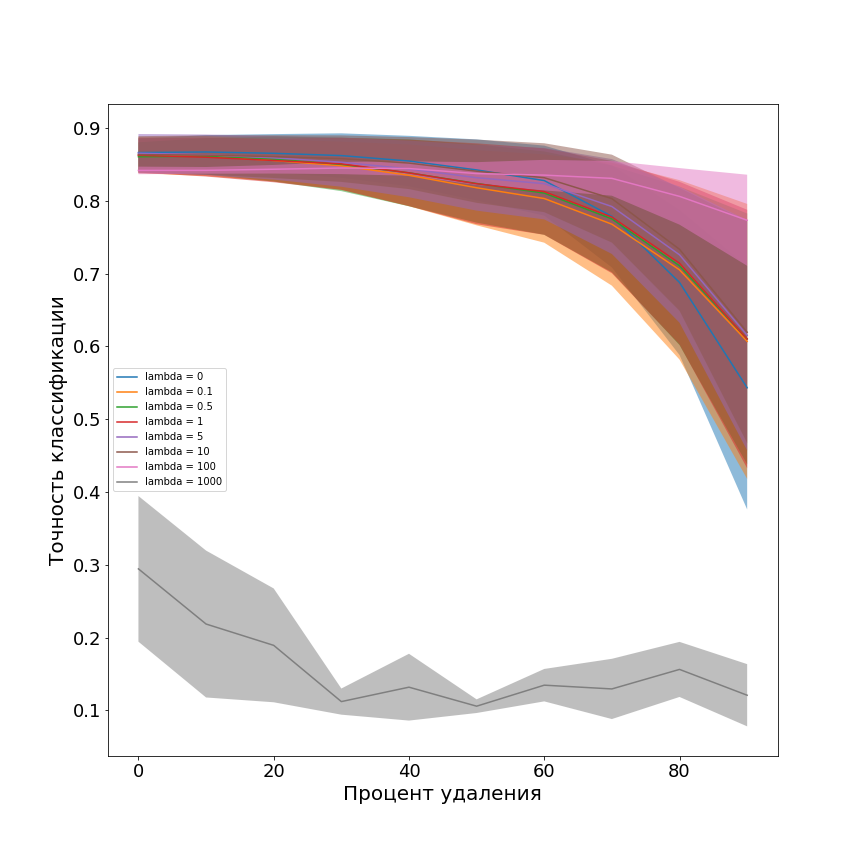 Точность классификации
0.9
0.8
0.7
0.6
0.5
0.4
0.3
0.2
0.1
lambda = 0
lambda = 0.1
lambda = 0.5
lambda = 1
lambda = 5
lambda = 10
lambda = 100
lambda = 1000
0 20 40 60 80
Процент удаления